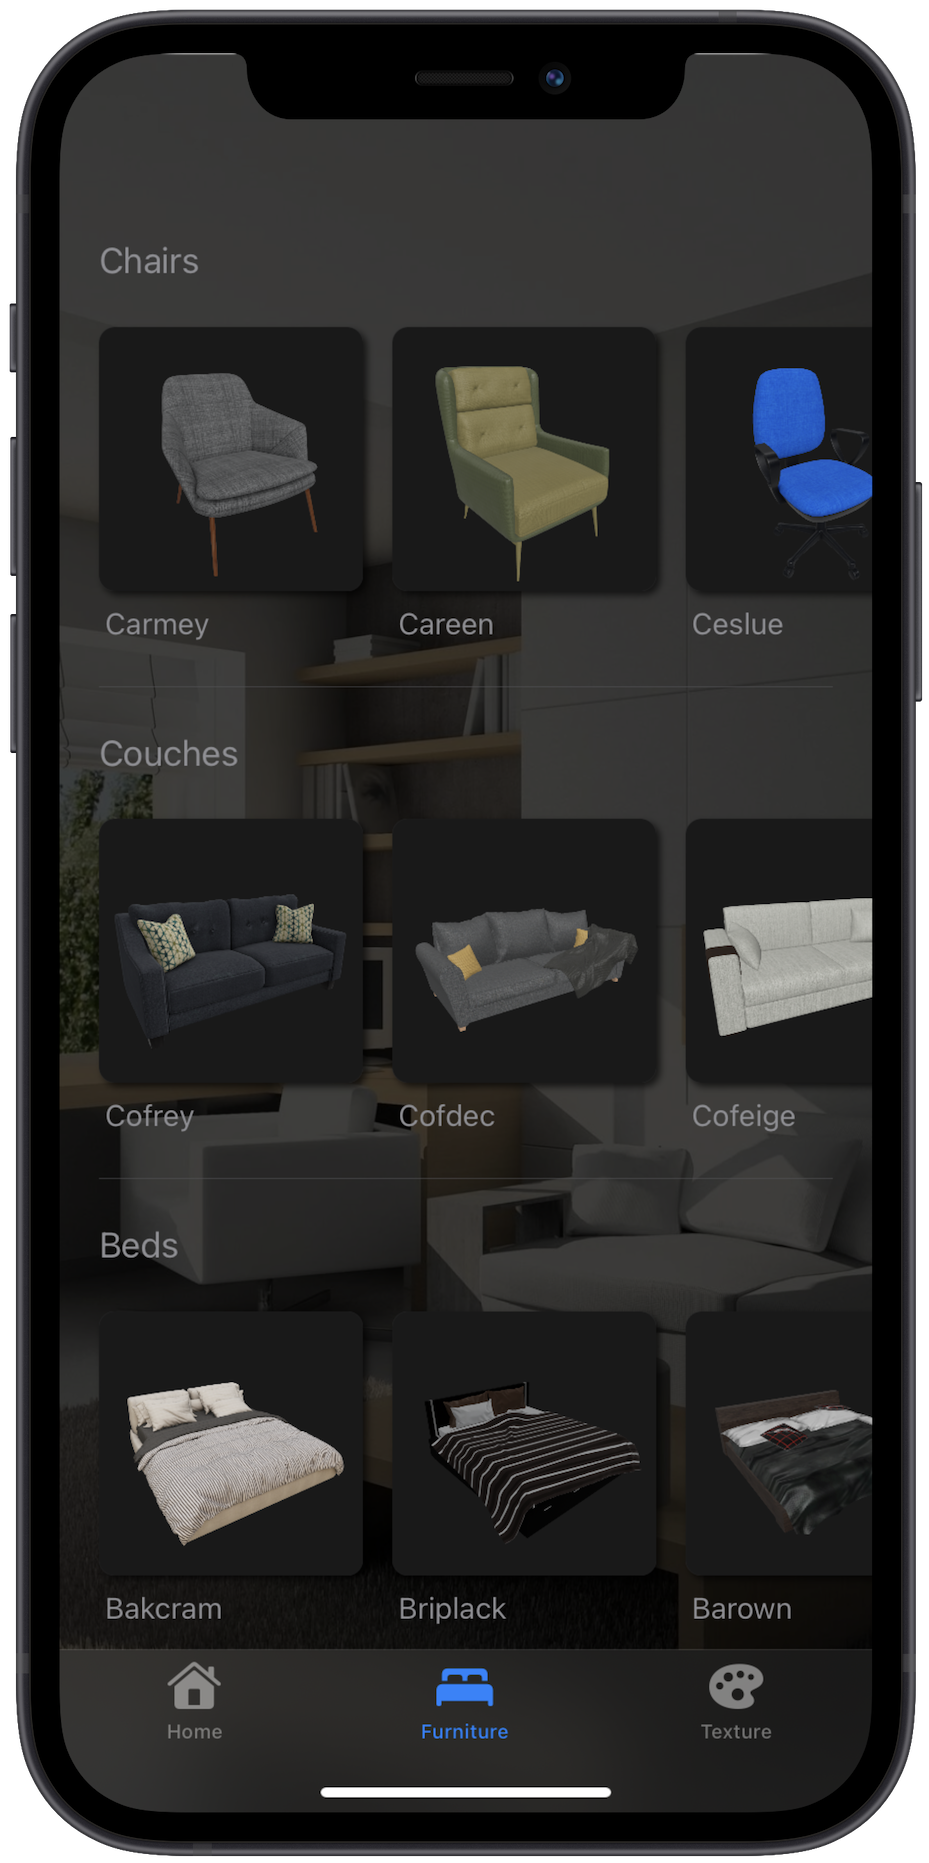 Chairs
Carmey Careen Ceslue
Couches
Cofrey Cofdec Cofeige
Beds
Bakcram Briplack Barown
Home Furniture Texture